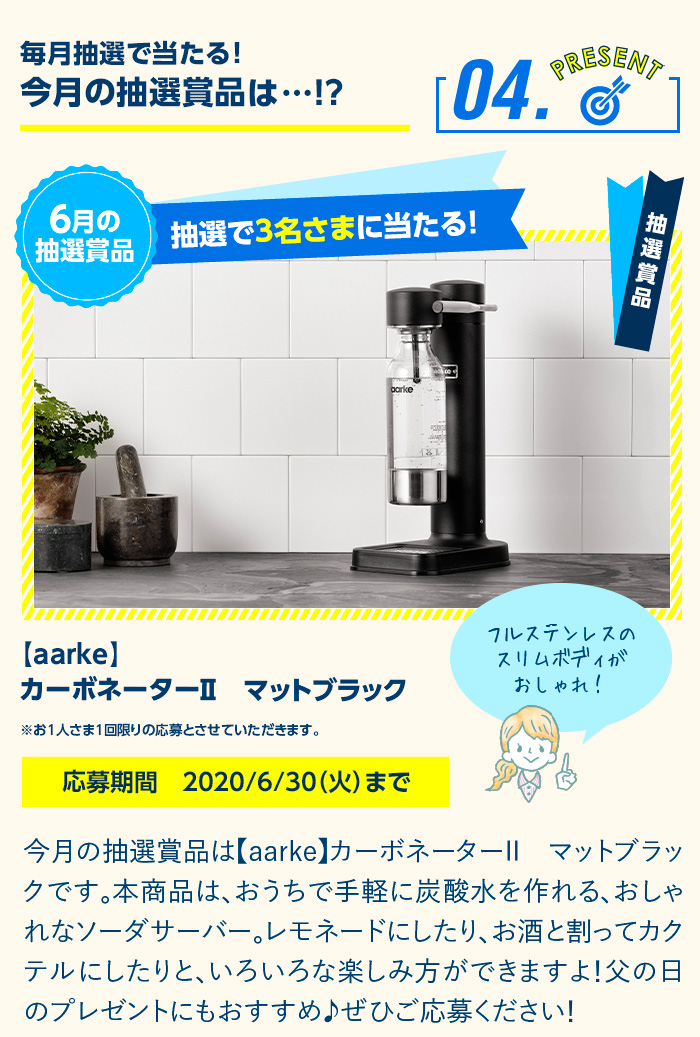 毎月抽選で当たる!
今月の抽選賞品は…!?
04.
PRESENT
6月の
抽選賞品
抽選で3名さまに当たる!
抽選賞品
aarke
【aarke】
カーボネーターII　マットブラック
※お1人さま1回限りの応募とさせていただきます。
フルステンレスの
スリムボディが
おしゃれ!
応募期間　2020/6/30(火)まで
今月の抽選賞品は【aarke】カーボネーターII　マットブラッ
クです。本商品は、おうちで手軽に炭酸水を作れる、おしゃ
れなソーダサーバー。レモネードにしたり、お酒と割ってカク
テルにしたりと、いろいろな楽しみ方ができますよ!父の日
のプレゼントにもおすすめ♪ぜひご応募ください!